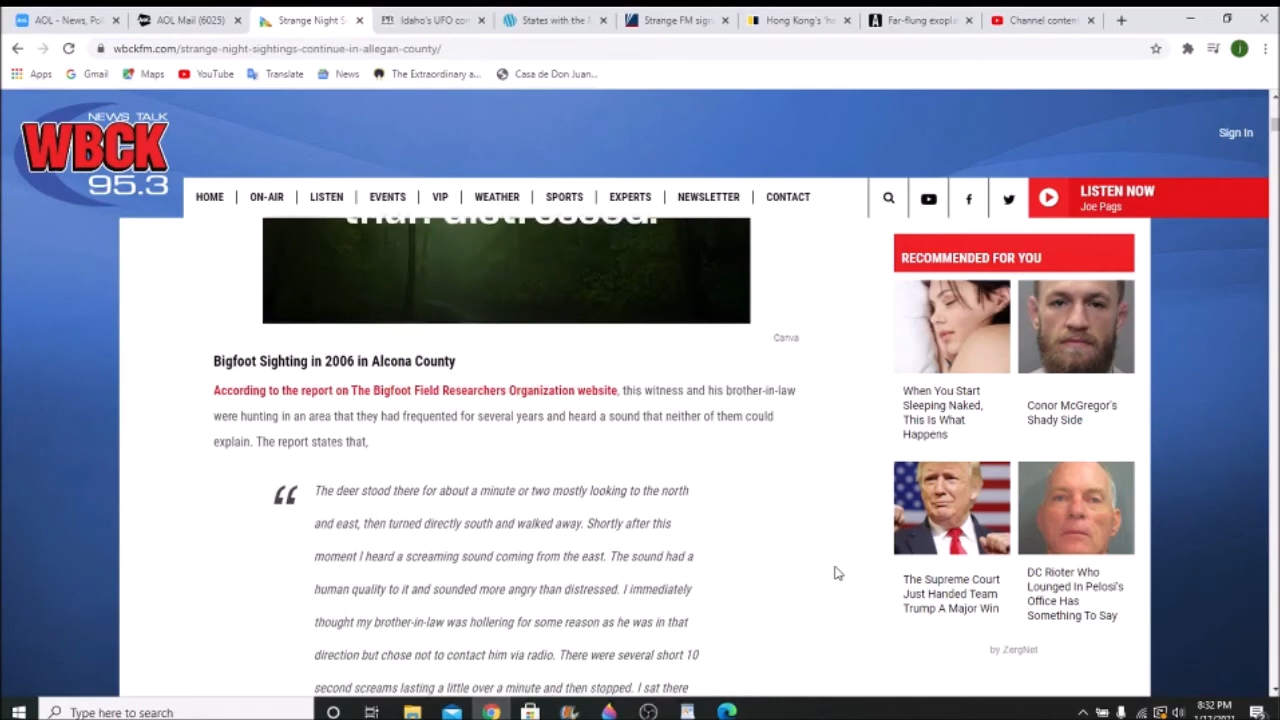 AOL - News, Pol
AOL Mail (6025)
Strange Night S
Idaho's UFO con
States with the M
Strange FM sign
Hong Kong's 'ha
Far-flung exopla
Channel content
wbckfm.com/strange-night-sightings-continue-in-allegan-county/
Apps
Gmail
Maps
YouTube
Translate
News
The Extraordinary a...
Casa de Don Juan...
NEWS TALK
WBCK
95.3
Sign In
HOME
ON-AIR
LISTEN
EVENTS
VIP
WEATHER
SPORTS
EXPERTS
NEWSLETTER
CONTACT
LISTEN NOW
Joe Pags
than distressed.
Canva
Bigfoot Sighting in 2006 in Alcona County
According to the report on The Bigfoot Field Researchers Organization website, this witness and his brother-in-law
were hunting in an area that they had frequented for several years and heard a sound that neither of them could
explain. The report states that,
“ The deer stood there for about a minute or two mostly looking to the north
and east, then turned directly south and walked away. Shortly after this
moment I heard a screaming sound coming from the east. The sound had a
human quality to it and sounded more angry than distressed. I immediately
thought my brother-in-law was hollering for some reason as he was in that
direction but chose not to contact him via radio. There were several short 10
second screams lasting a little over a minute and then stopped. I sat there
RECOMMENDED FOR YOU
When You Start
Sleeping Naked,
This Is What
Happens
Conor McGregor's
Shady Side
The Supreme Court
Just Handed Team
Trump A Major Win
DC Rioter Who
Lounged In Pelosi's
Office Has
Something To Say
by ZergNet
Type here to search
8:32 PM